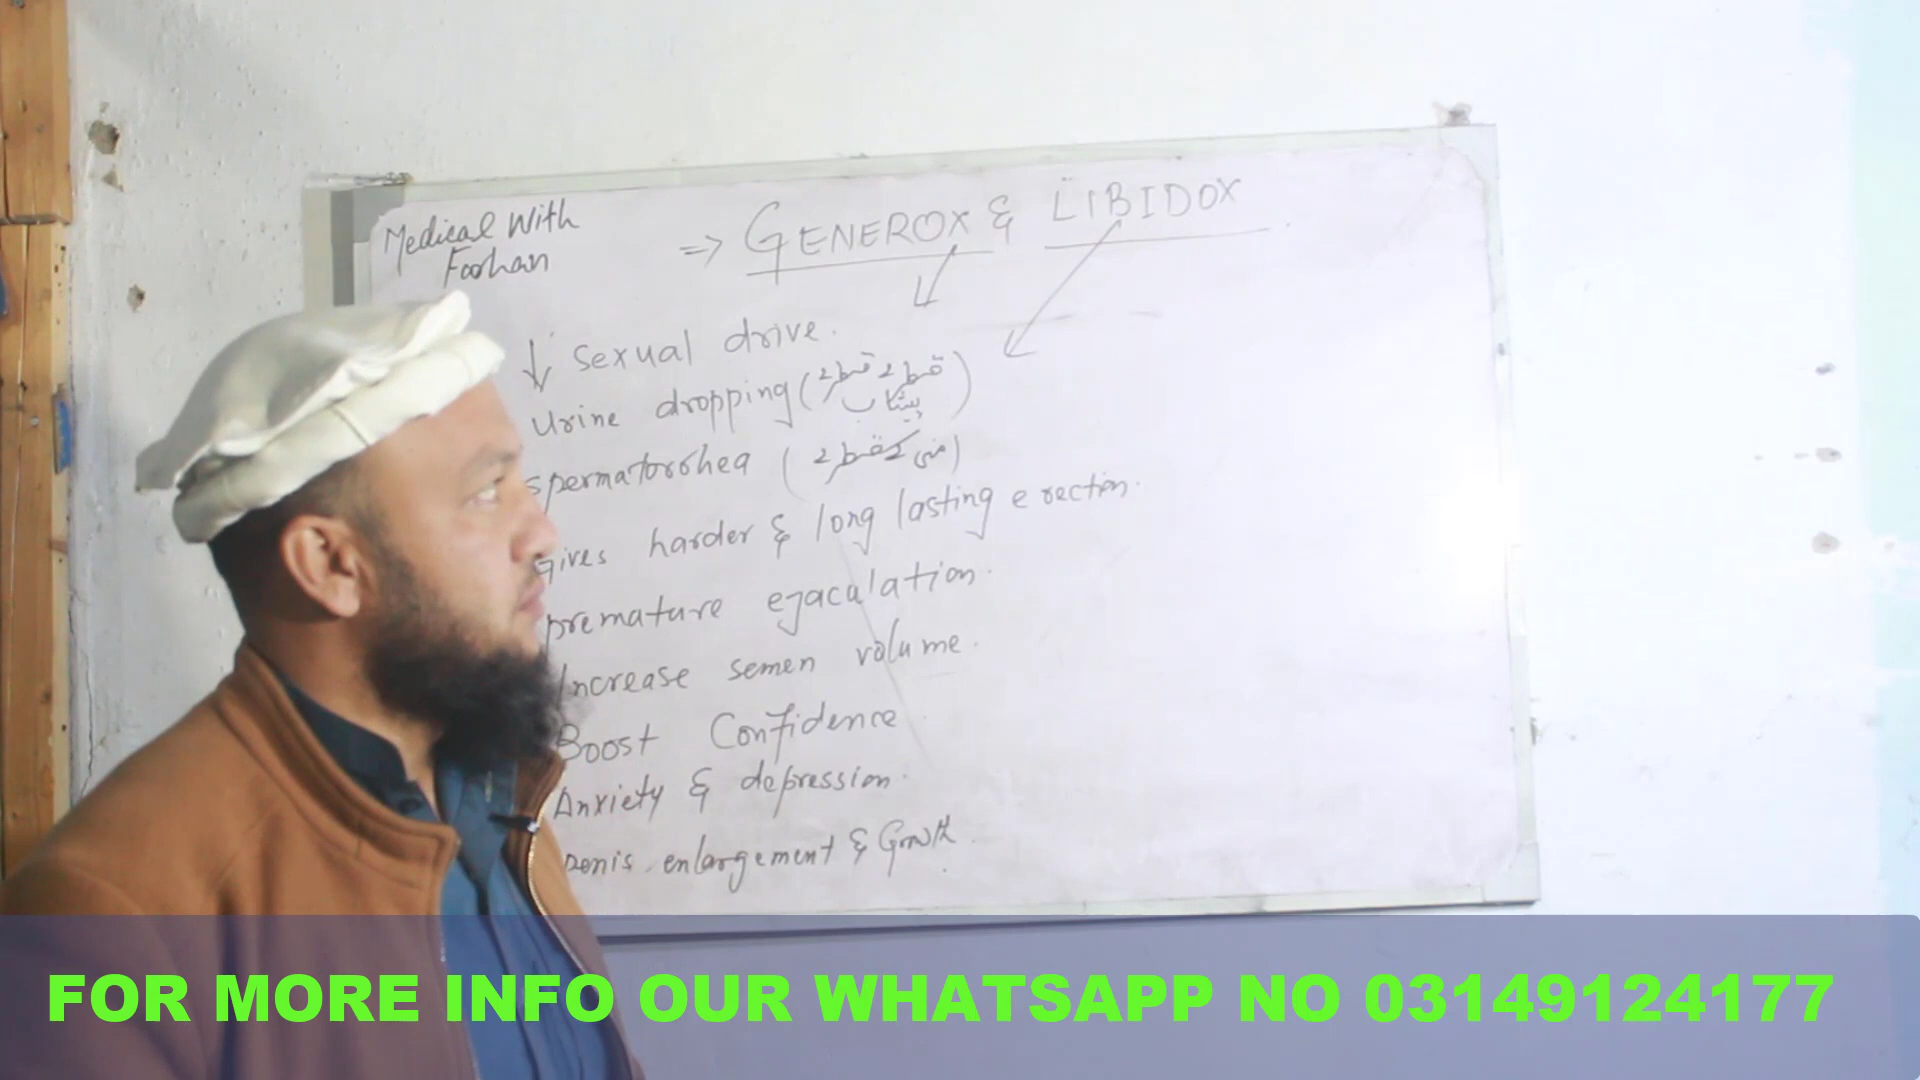 Medical With
Farhan
⇒ GENEROX & LIBIDOX
↓ Sexual drive.
Urine dropping (قطرے قطرے
پیشاب)
spermatorrhea (منی کے قطرے)
Gives harder & long lasting erection.
premature ejaculation.
Increase semen volume.
Boost Confidence
Anxiety & depression.
penis enlargement & Growth.
FOR MORE INFO OUR WHATSAPP NO 03149124177